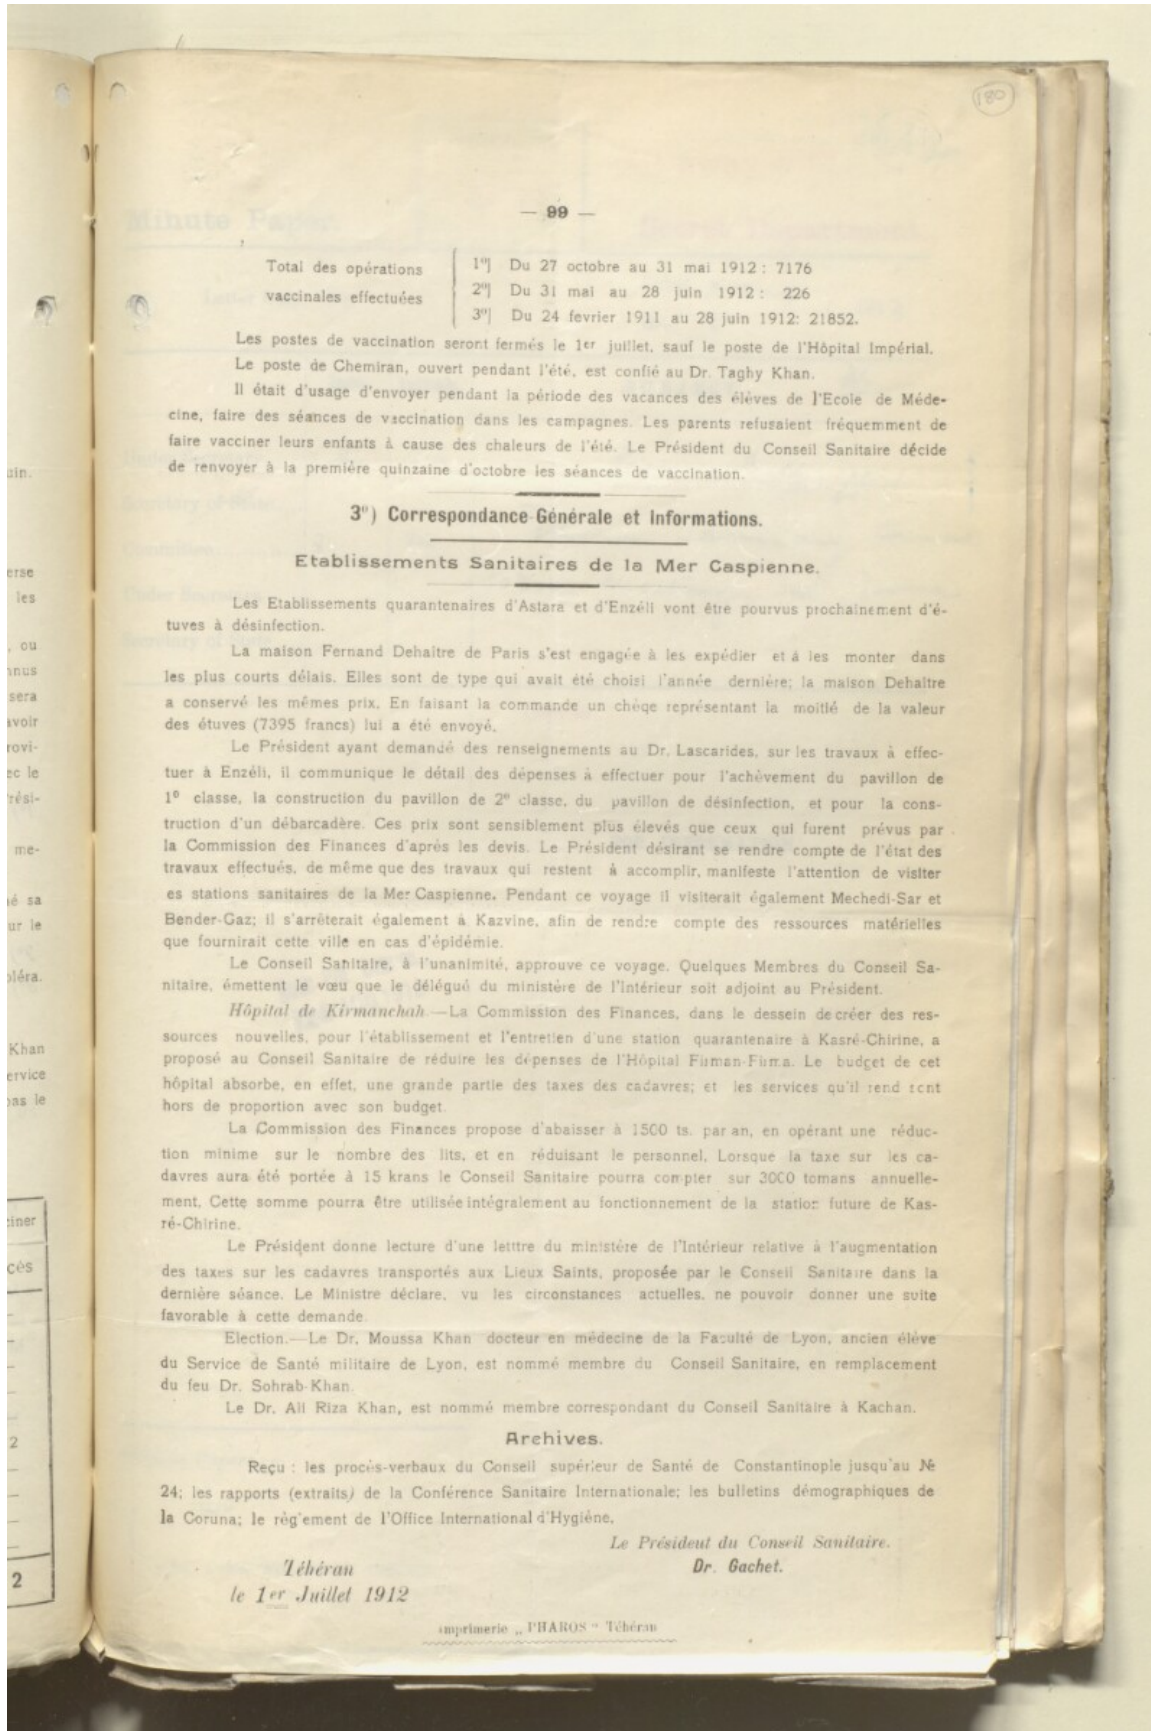 180
— 99 —
Total des opérations
vaccinales effectuées
1º] Du 27 octobre au 31 mai 1912 : 7176
2º] Du 31 mai au 28 juin 1912 : 226
3º] Du 24 fevrier 1911 au 28 juin 1912: 21852.
Les postes de vaccination seront fermés le 1er juillet, sauf le poste de l'Hôpital Impérial.
Le poste de Chemiran, ouvert pendant l'été, est confié au Dr. Taghy Khan.
Il était d'usage d'envoyer pendant la période des vacances des élèves de l'Ecole de Méde-
cine, faire des séances de vaccination dans les campagnes. Les parents refusaient fréquemment de
faire vacciner leurs enfants à cause des chaleurs de l'été. Le Président du Conseil Sanitaire décide
de renvoyer à la première quinzaine d'octobre les séances de vaccination.
3º) Correspondance Générale et Informations.
Etablissements Sanitaires de la Mer Caspienne.
Les Etablissements quarantenaires d'Astara et d'Enzéli vont être pourvus prochainement d'é-
tuves à désinfection.
La maison Fernand Dehaitre de Paris s'est engagée à les expédier et á les monter dans
les plus courts délais. Elles sont de type qui avait été choisi l'année dernière; la maison Dehaitre
a conservé les mêmes prix. En faisant la commande un chèqe représentant la moitié de la valeur
des étuves (7395 francs) lui a été envoyé.
Le Président ayant demandé des renseignements au Dr. Lascarides, sur les travaux à effec-
tuer à Enzéli, il communique le détail des dépenses à effectuer pour l'achèvement du pavillon de
1º classe, la construction du pavillon de 2º classe, du pavillon de désinfection, et pour la cons-
truction d'un débarcadère. Ces prix sont sensiblement plus élevés que ceux qui furent prévus par
la Commission des Finances d'après les devis. Le Président désirant se rendre compte de l'état des
travaux effectués, de même que des travaux qui restent à accomplir, manifeste l'attention de visiter
es stations sanitaires de la Mer Caspienne. Pendant ce voyage il visiterait également Mechedi-Sar et
Bender-Gaz; il s'arrêterait également à Kazvine, afin de rendre compte des ressources matérielles
que fournirait cette ville en cas d'épidémie.
Le Conseil Sanitaire, à l'unanimité, approuve ce voyage. Quelques Membres du Conseil Sa-
nitaire, émettent le vœu que le délégué du ministère de l'Intérieur soit adjoint au Président.
Hôpital de Kirmanchah.—La Commission des Finances, dans le dessein de créer des res-
sources nouvelles, pour l'établissement et l'entretien d'une station quarantenaire à Kasré-Chirine, a
proposé au Conseil Sanitaire de réduire les dépenses de l'Hôpital Firman-Firma. Le budget de cet
hôpital absorbe, en effet, une grande partie des taxes des cadavres; et les services qu'il rend sont
hors de proportion avec son budget.
La Commission des Finances propose d'abaisser à 1500 ts. par an, en opérant une réduc-
tion minime sur le nombre des lits, et en réduisant le personnel. Lorsque la taxe sur les ca-
davres aura été portée à 15 krans le Conseil Sanitaire pourra compter sur 3000 tomans annuelle-
ment. Cette somme pourra être utilisée intégralement au fonctionnement de la station future de Kas-
ré-Chirine.
Le Président donne lecture d'une letttre du ministére de l'Intérieur relative à l'augmentation
des taxes sur les cadavres transportés aux Lieux Saints, proposée par le Conseil Sanitaire dans la
dernière séance. Le Ministre déclare, vu les circonstances actuelles, ne pouvoir donner une suite
favorable à cette demande.
Election.—Le Dr. Moussa Khan docteur en médecine de la Faculté de Lyon, ancien élève
du Service de Santé militaire de Lyon, est nommé membre du Conseil Sanitaire, en remplacement
du feu Dr. Sohrab-Khan.
Le Dr. Ali Riza Khan, est nommé membre correspondant du Conseil Sanitaire à Kachan.
Archives.
Reçu : les procès-verbaux du Conseil supérieur de Santé de Constantinople jusqu'au №
24; les rapports (extraits) de la Conférence Sanitaire Internationale; les bulletins démographiques de
la Coruna; le règ'ement de l'Office International d'Hygiéne.
Le Président du Conseil Sanitaire.
Dr. Gachet.
Téhéran
le 1er Juillet 1912
imprimerie „ PHAROS “ Téhéran